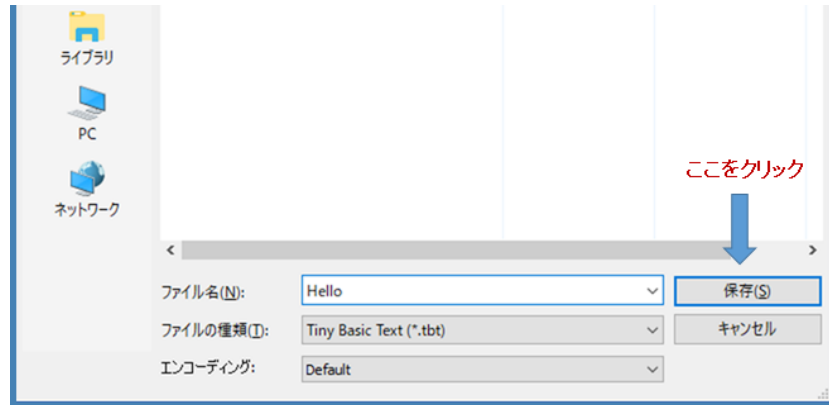 ライブラリ
PC
ネットワーク
ここをクリック
ファイル名(N): Hello 保存(S)
ファイルの種類(T): Tiny Basic Text (*.tbt) キャンセル
エンコーディング: Default